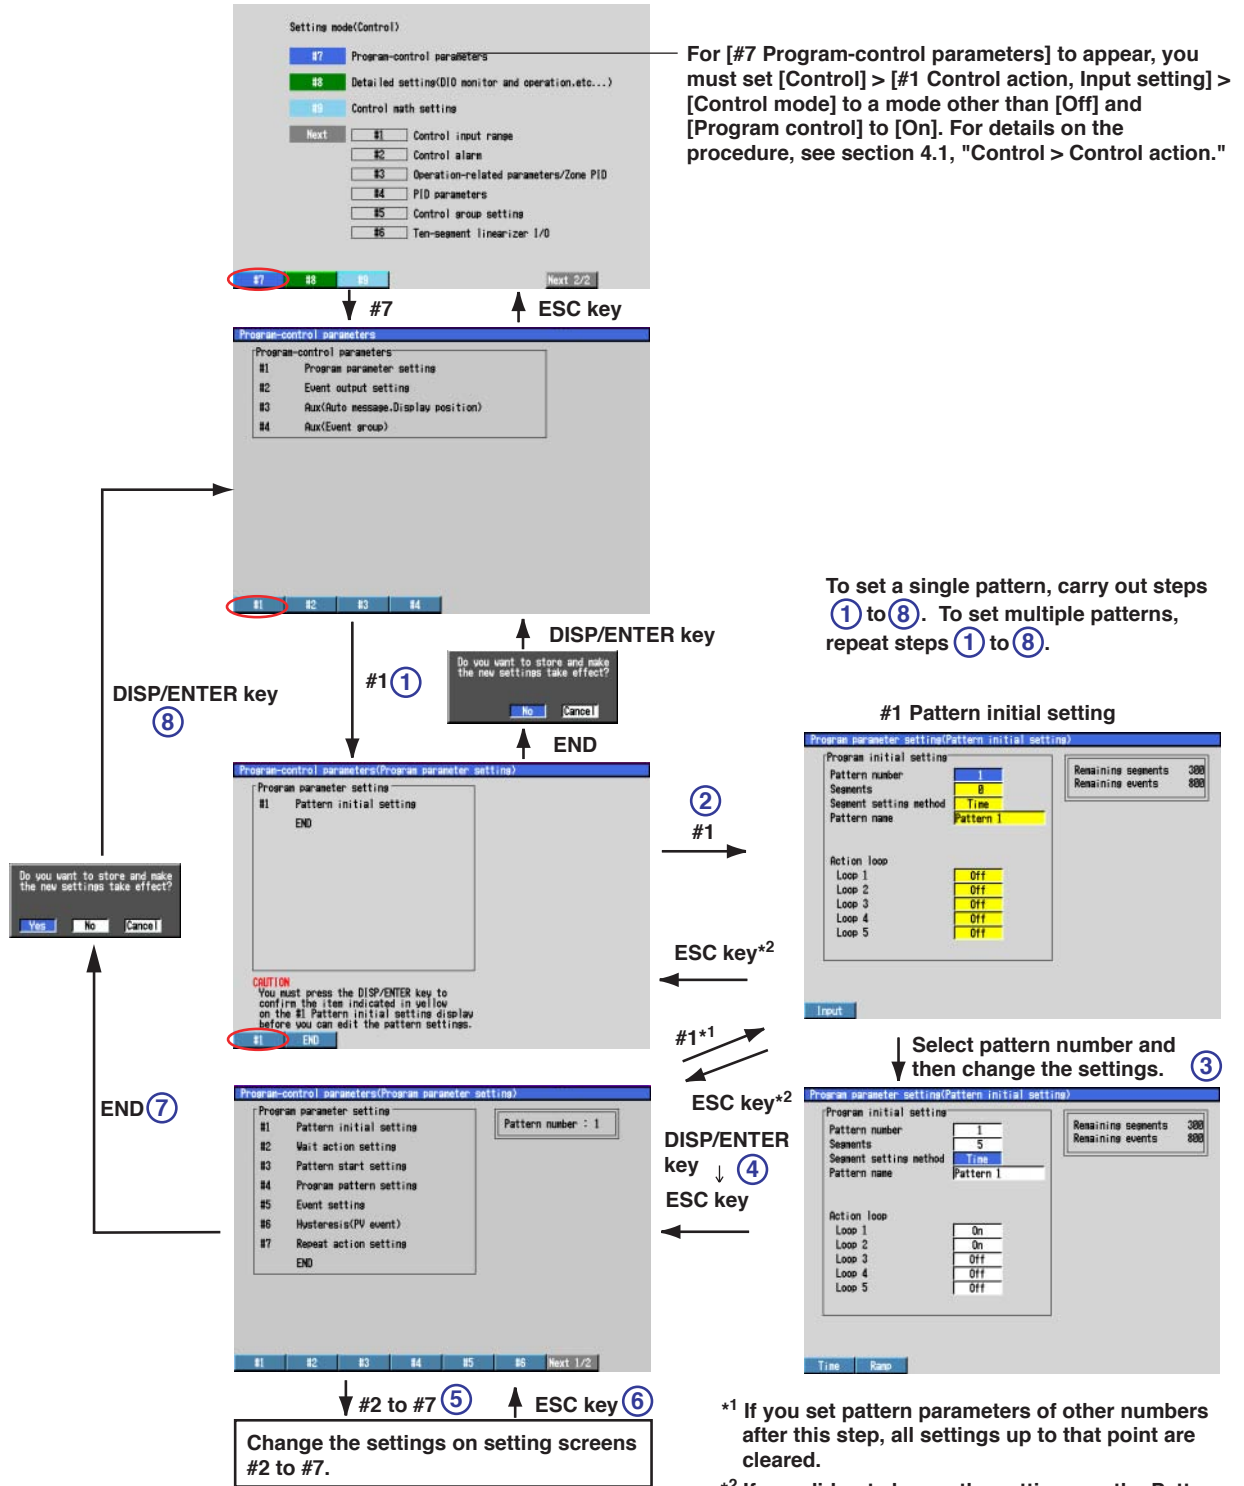 Setting mode(Control)
#7 Program-control parameters
#8 Detailed setting(DIO monitor and operation.etc...)
#9 Control math setting
Next #1 Control input range
#2 Control alarm
#3 Operation-related parameters/Zone PID
#4 PID parameters
#5 Control group setting
#6 Ten-segment linearizer I/O
#7 #8 #9 Next 2/2
For [#7 Program-control parameters] to appear, you
must set [Control] > [#1 Control action, Input setting] >
[Control mode] to a mode other than [Off] and
[Program control] to [On]. For details on the
procedure, see section 4.1, "Control > Control action."
#7
ESC key
Program-control parameters
Program-control parameters
#1 Program parameter setting
#2 Event output setting
#3 Aux(Auto message.Display position)
#4 Aux(Event group)
#1 #2 #3 #4
DISP/ENTER key
8
#1 1
DISP/ENTER key
Do you want to store and make
the new settings take effect?
No Cancel
END
To set a single pattern, carry out steps
1 to 8. To set multiple patterns,
repeat steps 1 to 8.
Program-control parameters(Program parameter setting)
Program parameter setting
#1 Pattern initial setting
END
CAUTION
You must press the DISP/ENTER key to
confirm the item indicated in yellow
on the #1 Pattern initial setting display
before you can edit the pattern settings.
#1 END
2
#1
ESC key*2
#1 Pattern initial setting
Program parameter setting(Pattern initial setting)
Program initial setting
Pattern number 1
Segments 0
Segment setting method Time
Pattern name Pattern 1
Remaining segments 300
Remaining events 800
Action loop
Loop 1 Off
Loop 2 Off
Loop 3 Off
Loop 4 Off
Loop 5 Off
Input
Do you want to store and make
the new settings take effect?
Yes No Cancel
END 7
#1*1
ESC key*2
Select pattern number and
then change the settings. 3
DISP/ENTER
key ↓ 4
ESC key
Program-control parameters(Program parameter setting)
Program parameter setting
#1 Pattern initial setting
#2 Wait action setting
#3 Pattern start setting
#4 Program pattern setting
#5 Event setting
#6 Hysteresis(PV event)
#7 Repeat action setting
END
Pattern number : 1
#1 #2 #3 #4 #5 #6 Next 1/2
Program parameter setting(Pattern initial setting)
Program initial setting
Pattern number 1
Segments 5
Segment setting method Time
Pattern name Pattern 1
Remaining segments 300
Remaining events 800
Action loop
Loop 1 On
Loop 2 On
Loop 3 Off
Loop 4 Off
Loop 5 Off
Time Ramp
#2 to #7 5
ESC key 6
Change the settings on setting screens
#2 to #7.
*1 If you set pattern parameters of other numbers
after this step, all settings up to that point are
cleared.